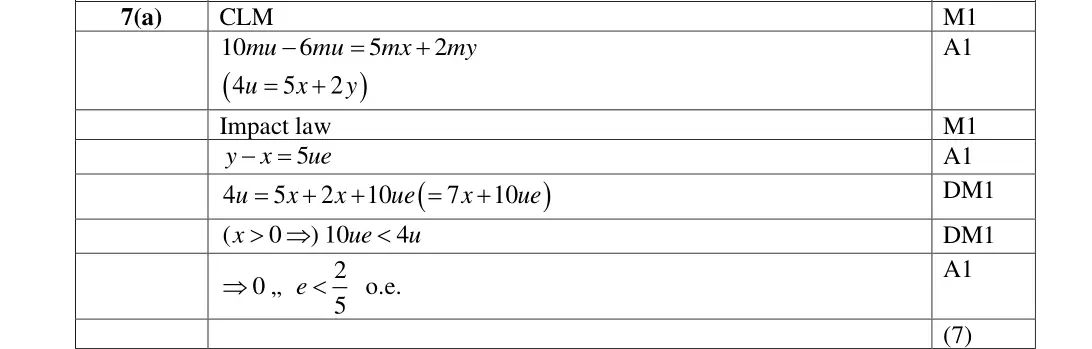 7(a) CLM M1
10mu − 6mu = 5mx + 2my A1
(4u = 5x + 2y)
Impact law M1
y − x = 5ue A1
4u = 5x + 2x + 10ue (= 7x + 10ue) DM1
(x > 0 ⇒) 10ue < 4u DM1
⇒ 0 ,, e < 2/5 o.e. A1
(7)